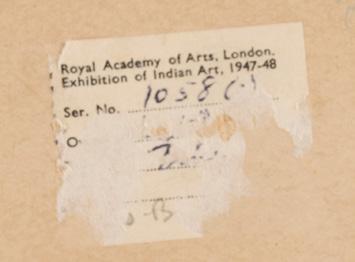 Royal Academy of Arts, London.
Exhibition of Indian Art, 1947-48
Ser. No. 1058
O
B